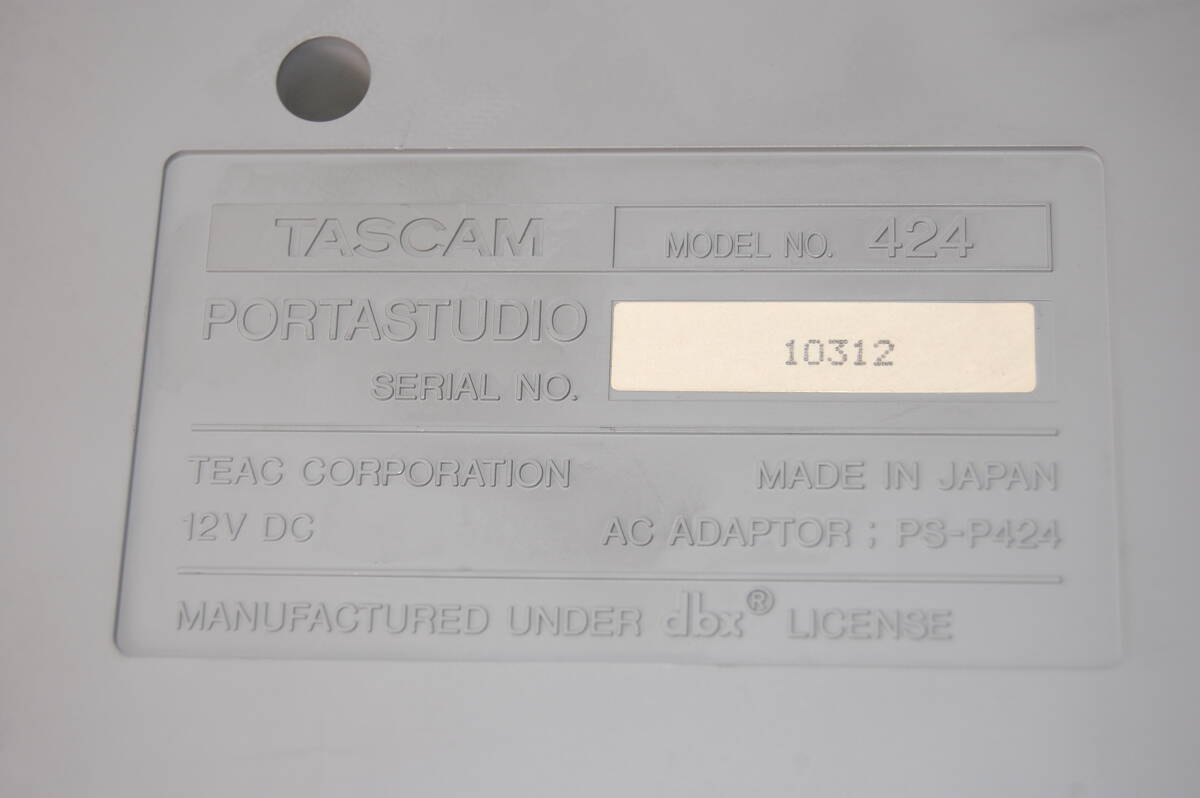 TASCAM MODEL NO. 424
PORTASTUDIO
SERIAL NO. 10312
TEAC CORPORATION MADE IN JAPAN
12V DC AC ADAPTOR ; PS-P424
MANUFACTURED UNDER dbx® LICENSE